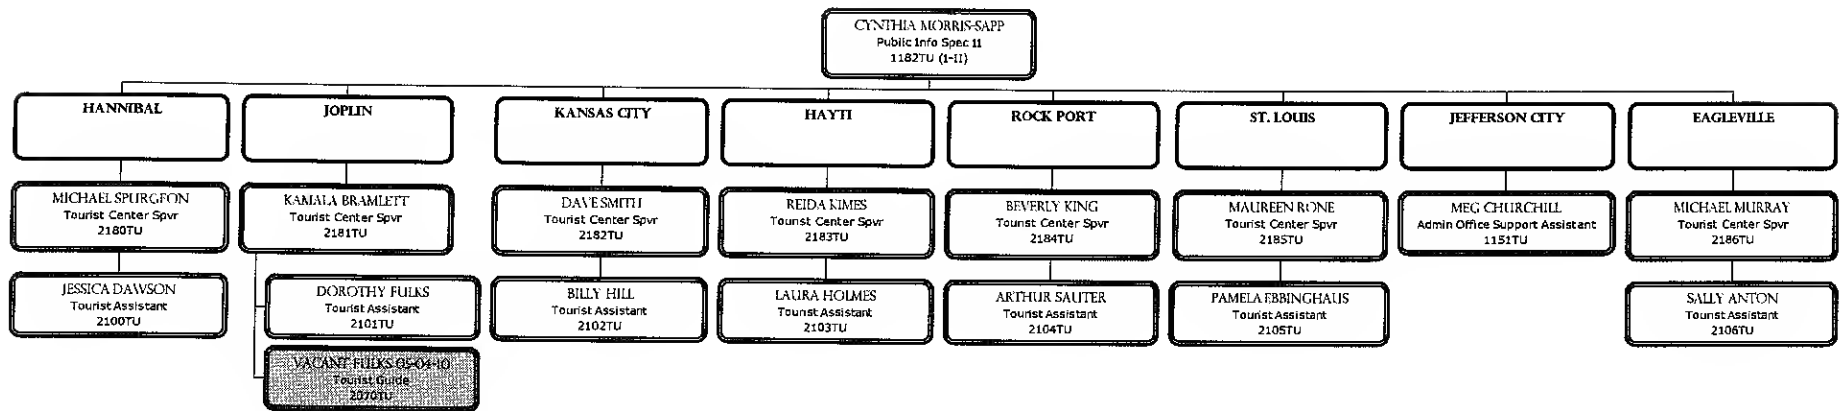 CYNTHIA MORRIS-SAPP
Public Info Spec II
1182TU (I-II)
HANNIBAL
JOPLIN
KANSAS CITY
HAYTI
ROCK PORT
ST. LOUIS
JEFFERSON CITY
EAGLEVILLE
MICHAEL SPURGEON
Tourist Center Spvr
2180TU
KAMALA BRAMLETT
Tourist Center Spvr
2181TU
DAVE SMITH
Tourist Center Spvr
2182TU
REIDA KIMES
Tourist Center Spvr
2183TU
BEVERLY KING
Tourist Center Spvr
2184TU
MAUREEN RONE
Tourist Center Spvr
2185TU
MEG CHURCHILL
Admin Office Support Assistant
1151TU
MICHAEL MURRAY
Tourist Center Spvr
2186TU
JESSICA DAWSON
Tourist Assistant
2100TU
DOROTHY FULKS
Tourist Assistant
2101TU
BILLY HILL
Tourist Assistant
2102TU
LAURA HOLMES
Tourist Assistant
2103TU
ARTHUR SAUTER
Tourist Assistant
2104TU
PAMELA EBBINGHAUS
Tourist Assistant
2105TU
SALLY ANTON
Tourist Assistant
2106TU
VACANT FULKS 05-04-10
Tourist Guide
2070TU